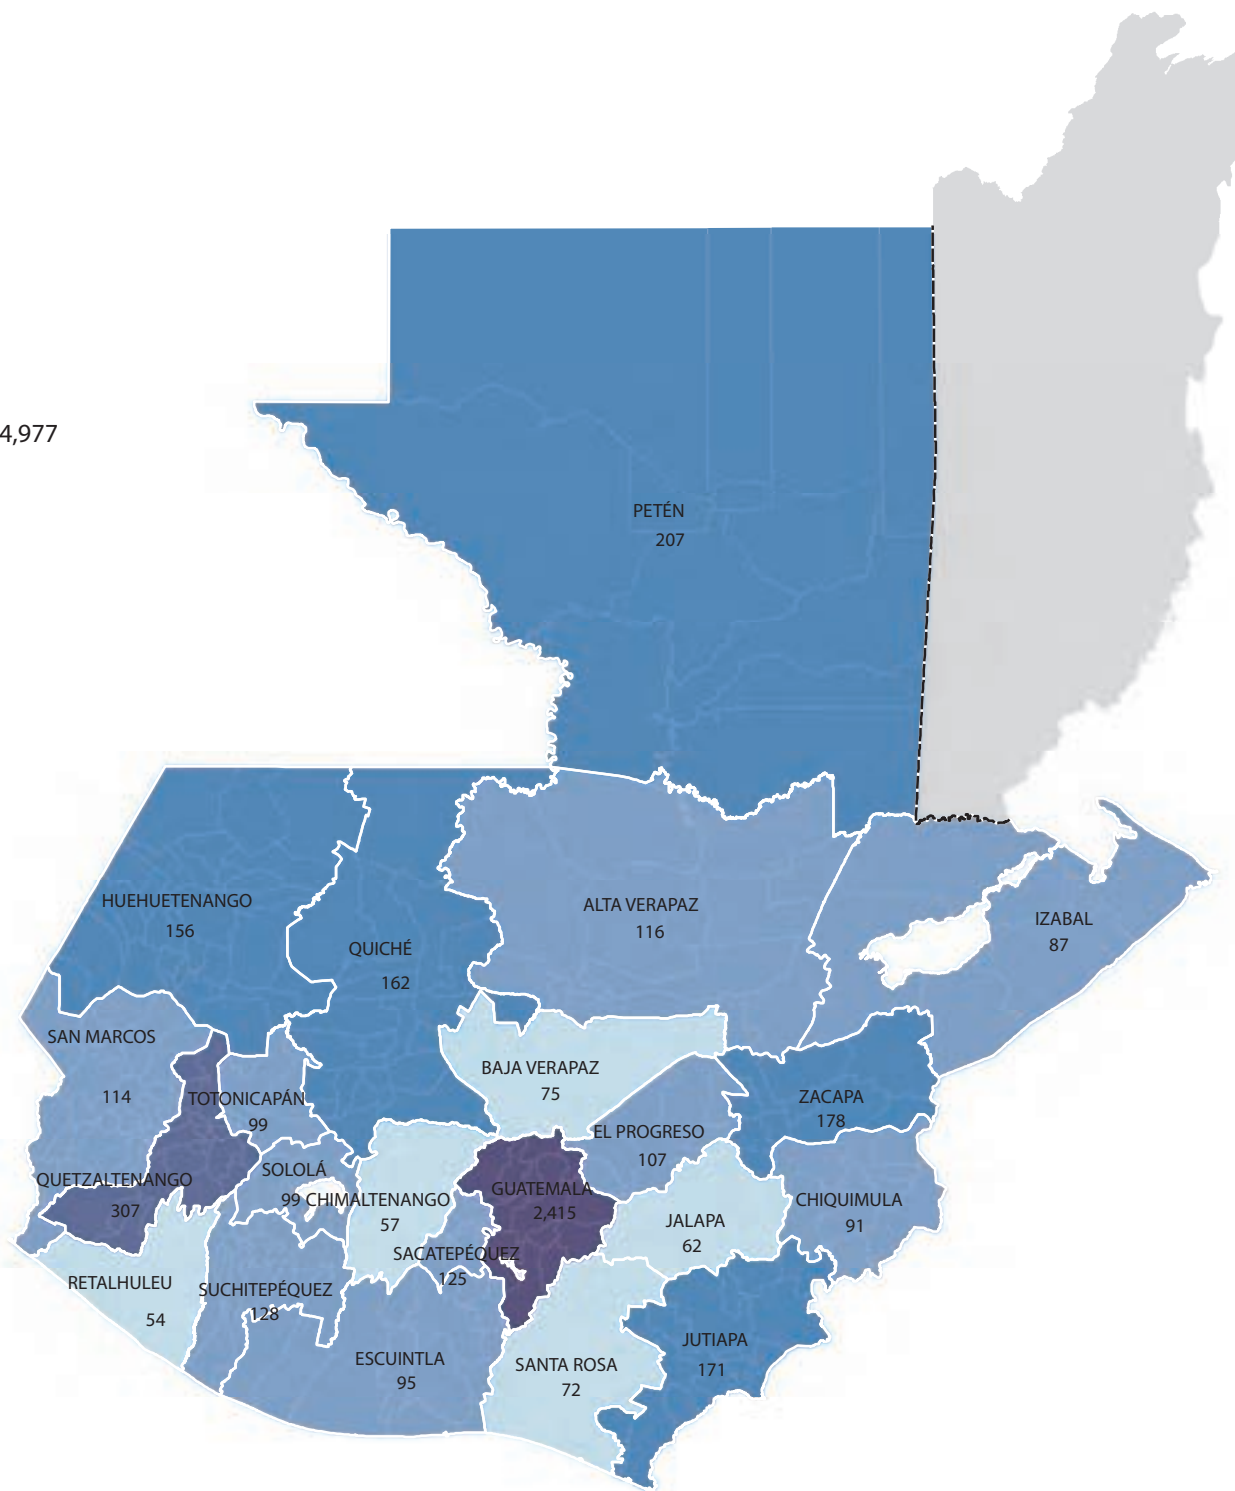 4,977
PETÉN
207
HUEHUETENANGO
156
QUICHÉ
162
ALTA VERAPAZ
116
IZABAL
87
SAN MARCOS
114
TOTONICAPÁN
99
BAJA VERAPAZ
75
ZACAPA
178
EL PROGRESO
107
QUETZALTENANGO
307
SOLOLÁ
99
CHIMALTENANGO
57
GUATEMALA
2,415
CHIQUIMULA
91
JALAPA
62
SACATEPÉQUEZ
125
RETALHULEU
54
SUCHITEPÉQUEZ
128
ESCUINTLA
95
SANTA ROSA
72
JUTIAPA
171